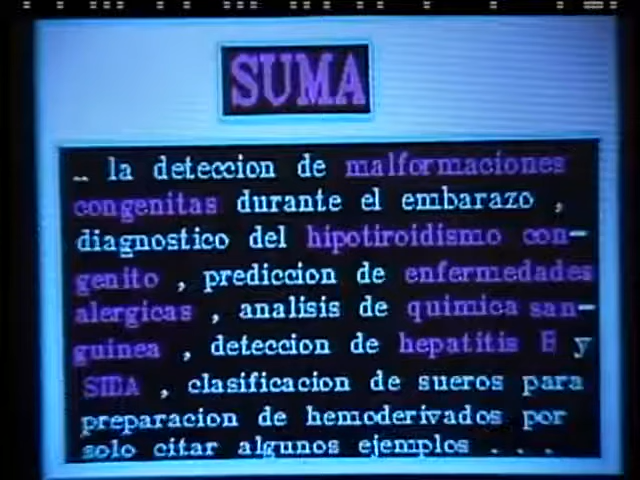 SUMA
… la deteccion de malformaciones
congenitas durante el embarazo ,
diagnostico del hipotiroidismo con-
genito , prediccion de enfermedades
alergicas , analisis de quimica san-
guinea , deteccion de hepatitis B y
SIDA , clasificacion de sueros para
preparacion de hemoderivados por
solo citar algunos ejemplos . . .